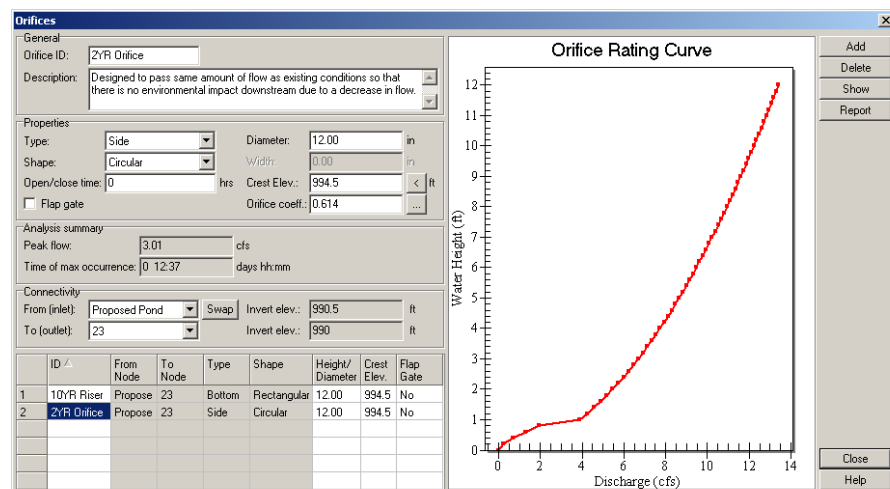 Orifices
General
Orifice ID: 2YR Orifice
Description: Designed to pass same amount of flow as existing conditions so that
there is no environmental impact downstream due to a decrease in flow.
Properties
Type: Side Diameter: 12.00 in
Shape: Circular Width: 0.00 in
Open/close time: 0 hrs Crest Elev.: 994.5 < ft
Flap gate Orifice coeff.: 0.614 ...
Analysis summary
Peak flow: 3.01 cfs
Time of max occurrence: 0 12:37 days hh:mm
Connectivity
From (inlet): Proposed Pond Swap Invert elev.: 990.5 ft
To (outlet): 23 Invert elev.: 990 ft
ID From Node To Node Type Shape Height/ Diameter Crest Elev. Flap Gate
1 10YR Riser Propose 23 Bottom Rectangular 12.00 994.5 No
2 2YR Orifice Propose 23 Side Circular 12.00 994.5 No
Orifice Rating Curve
Water Height (ft)
12
11
10
9
8
7
6
5
4
3
2
1
0
0 2 4 6 8 10 12 14
Discharge (cfs)
Add
Delete
Show
Report
Close
Help